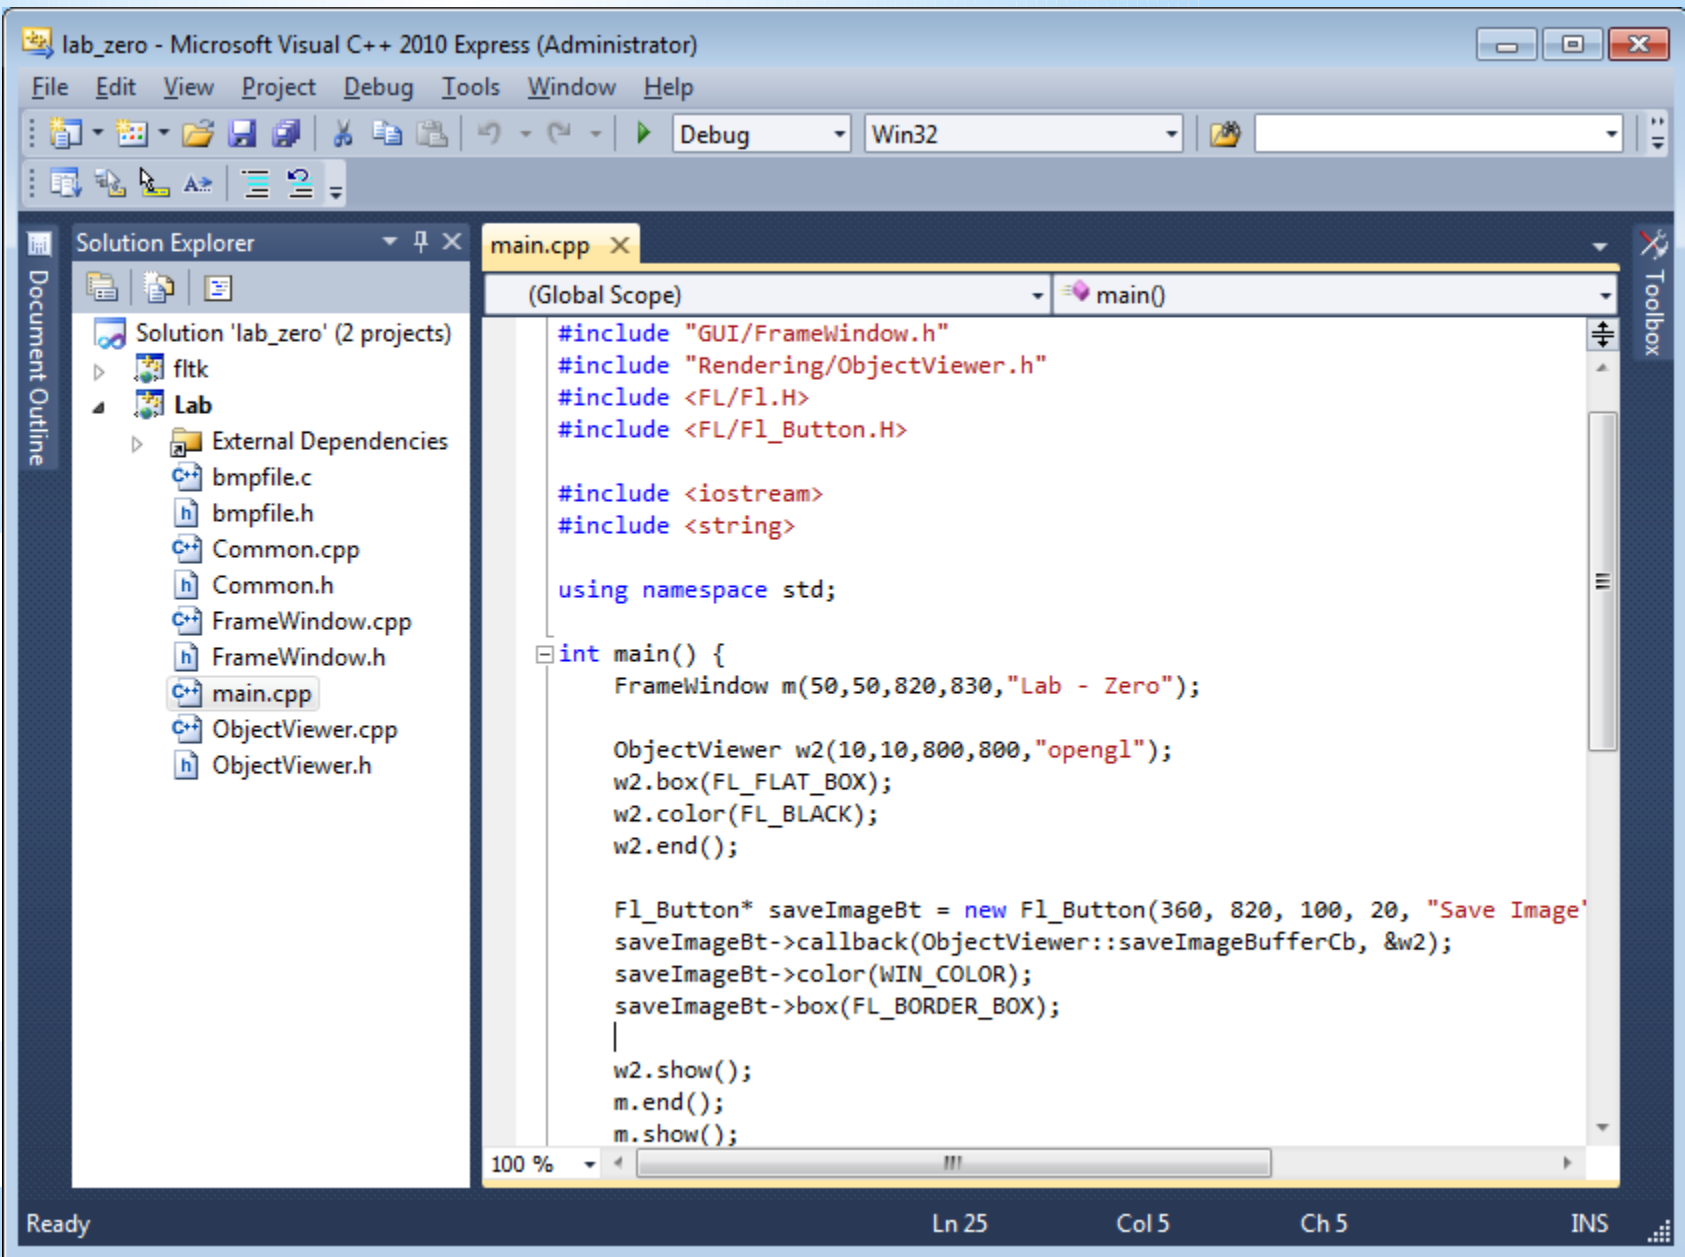 lab_zero - Microsoft Visual C++ 2010 Express (Administrator)
File Edit View Project Debug Tools Window Help
Debug Win32
Document Outline
Solution Explorer
Solution 'lab_zero' (2 projects)
fltk
Lab
External Dependencies
bmpfile.c
bmpfile.h
Common.cpp
Common.h
FrameWindow.cpp
FrameWindow.h
main.cpp
ObjectViewer.cpp
ObjectViewer.h
main.cpp
(Global Scope) main()
#include "GUI/FrameWindow.h"
#include "Rendering/ObjectViewer.h"
#include <FL/Fl.H>
#include <FL/Fl_Button.H>
#include <iostream>
#include <string>
using namespace std;
int main() {
FrameWindow m(50,50,820,830,"Lab - Zero");
ObjectViewer w2(10,10,800,800,"opengl");
w2.box(FL_FLAT_BOX);
w2.color(FL_BLACK);
w2.end();
Fl_Button* saveImageBt = new Fl_Button(360, 820, 100, 20, "Save Image"
saveImageBt->callback(ObjectViewer::saveImageBufferCb, &w2);
saveImageBt->color(WIN_COLOR);
saveImageBt->box(FL_BORDER_BOX);
w2.show();
m.end();
m.show();
100 %
Toolbox
Ready Ln 25 Col 5 Ch 5 INS